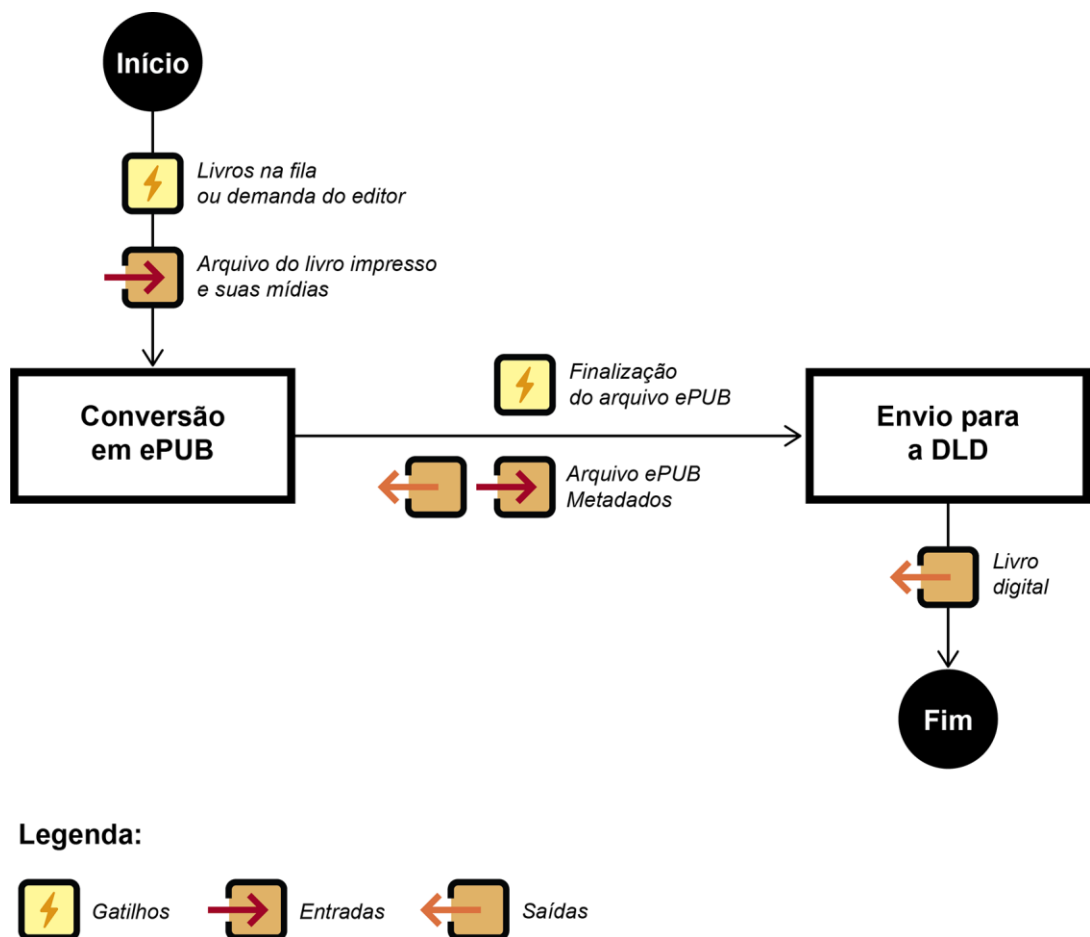 Início
Livros na fila
ou demanda do editor
Arquivo do livro impresso
e suas mídias
Conversão
em ePUB
Finalização
do arquivo ePUB
Arquivo ePUB
Metadados
Envio para
a DLD
Livro
digital
Fim
Legenda:
Gatilhos
Entradas
Saídas